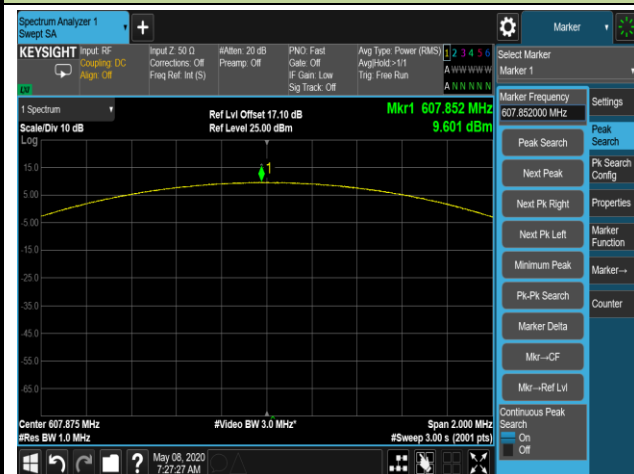 Spectrum Analyzer 1
Swept SA
Marker
KEYSIGHT
Input: RF
Coupling: DC
Align: Off
Input Z: 50 Ω
Corrections: Off
Freq Ref: Int (S)
#Atten: 20 dB
Preamp: Off
PNO: Fast
Gate: Off
IF Gain: Low
Sig Track: Off
Avg Type: Power (RMS)
Avg|Hold:>1/1
Trig: Free Run
1 2 3 4 5 6
A W W W W W
A N N N N N
Select Marker
Marker 1
1 Spectrum
Scale/Div 10 dB
Ref Lvl Offset 17.10 dB
Ref Level 25.00 dBm
Mkr1 607.852 MHz
9.601 dBm
Log
15.0
5.00
-5.00
-15.0
-25.0
-35.0
-45.0
-55.0
-65.0
1
Center 607.875 MHz
#Res BW 1.0 MHz
#Video BW 3.0 MHz*
Span 2.000 MHz
#Sweep 3.00 s (2001 pts)
Marker Frequency
607.852000 MHz
Peak Search
Next Peak
Next Pk Right
Next Pk Left
Minimum Peak
Pk-Pk Search
Marker Delta
Mkr→CF
Mkr→Ref Lvl
Continuous Peak
Search
On
Off
Settings
Peak
Search
Pk Search
Config
Properties
Marker
Function
Marker→
Counter
May 08, 2020
7:27:27 AM